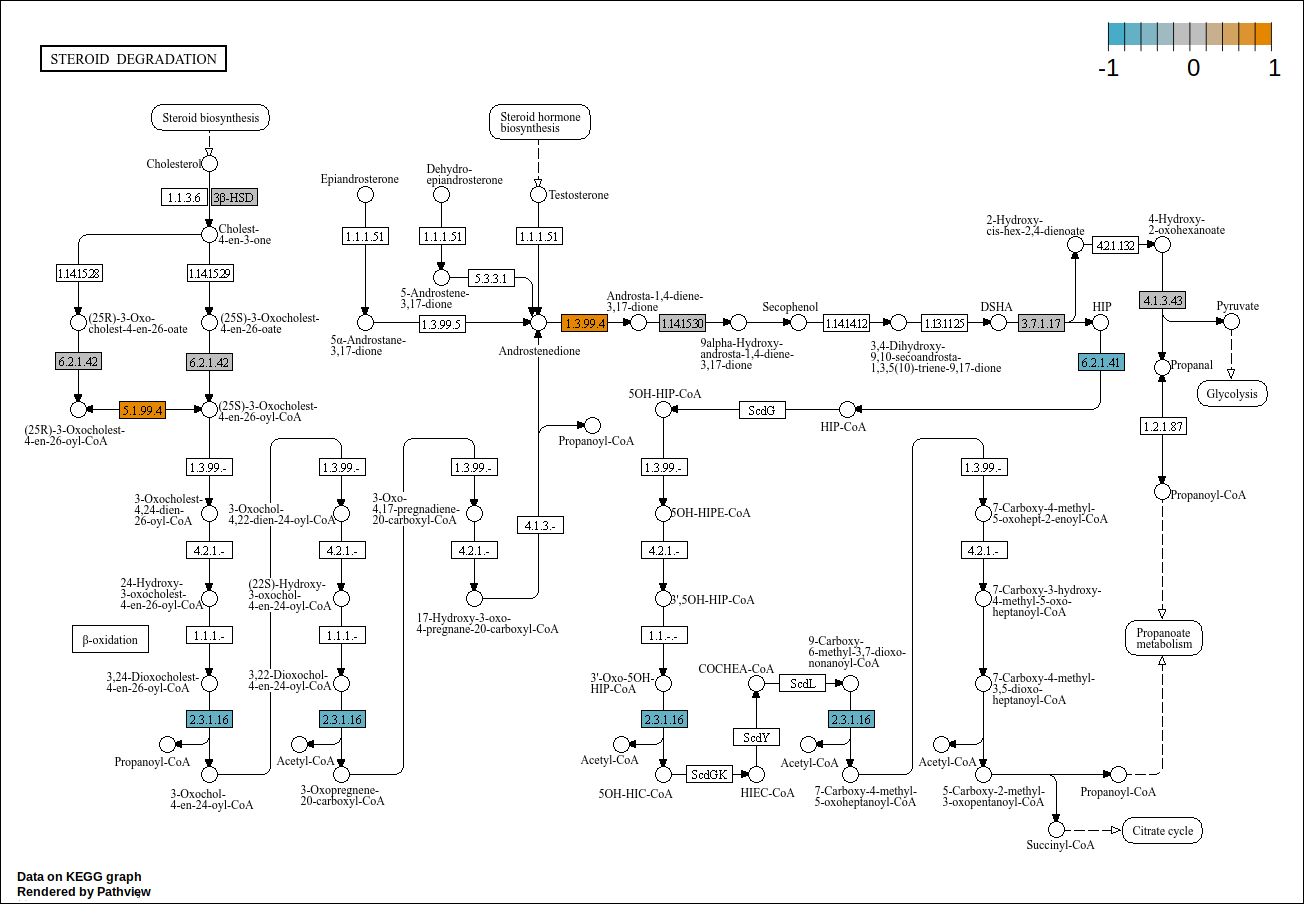 STEROID DEGRADATION
-1 0 1
Steroid biosynthesis
Steroid hormone
biosynthesis
Cholesterol
1.1.3.6
3β-HSD
Cholest-
4-en-3-one
1.14.15.28
1.14.15.29
(25R)-3-Oxo-
cholest-4-en-26-oate
(25S)-3-Oxocholest-
4-en-26-oate
6.2.1.42
6.2.1.42
5.1.99.4
(25R)-3-Oxocholest-
4-en-26-oyl-CoA
(25S)-3-Oxocholest-
4-en-26-oyl-CoA
Epiandrosterone
Dehydro-
epiandrosterone
Testosterone
1.1.1.51
1.1.1.51
1.1.1.51
5.3.3.1
5-Androstene-
3,17-dione
1.3.99.5
5α-Androstane-
3,17-dione
Androstenedione
1.3.99.4
Androsta-1,4-diene-
3,17-dione
1.14.15.30
9alpha-Hydroxy-
androsta-1,4-diene-
3,17-dione
Secophenol
1.14.14.12
3,4-Dihydroxy-
9,10-secoandrosta-
1,3,5(10)-triene-9,17-dione
1.13.11.25
DSHA
3.7.1.17
HIP
2-Hydroxy-
cis-hex-2,4-dienoate
4.2.1.132
4-Hydroxy-
2-oxohexanoate
4.1.3.43
Pyruvate
Glycolysis
Propanal
1.2.1.87
Propanoyl-CoA
Propanoate
metabolism
6.2.1.41
HIP-CoA
ScdG
5OH-HIP-CoA
Propanoyl-CoA
1.3.99.-
1.3.99.-
1.3.99.-
1.3.99.-
1.3.99.-
3-Oxocholest-
4,24-dien-
26-oyl-CoA
3-Oxochol-
4,22-dien-24-oyl-CoA
3-Oxo-
4,17-pregnadiene-
20-carboxyl-CoA
4.1.3.-
5OH-HIPE-CoA
7-Carboxy-4-methyl-
5-oxohept-2-enoyl-CoA
4.2.1.-
4.2.1.-
4.2.1.-
4.2.1.-
4.2.1.-
24-Hydroxy-
3-oxocholest-
4-en-26-oyl-CoA
(22S)-Hydroxy-
3-oxochol-
4-en-24-oyl-CoA
17-Hydroxy-3-oxo-
4-pregnane-20-carboxyl-CoA
3',5OH-HIP-CoA
7-Carboxy-3-hydroxy-
4-methyl-5-oxo-
heptanoyl-CoA
β-oxidation
1.1.1.-
1.1.1.-
1.1.-.-
3,24-Dioxocholest-
4-en-26-oyl-CoA
3,22-Dioxochol-
4-en-24-oyl-CoA
3'-Oxo-5OH-
HIP-CoA
COCHEA-CoA
ScdL
9-Carboxy-
6-methyl-3,7-dioxo-
nonanoyl-CoA
7-Carboxy-4-methyl-
3,5-dioxo-
heptanoyl-CoA
2.3.1.16
2.3.1.16
2.3.1.16
2.3.1.16
ScdY
Propanoyl-CoA
Acetyl-CoA
Acetyl-CoA
Acetyl-CoA
Acetyl-CoA
ScdGK
3-Oxochol-
4-en-24-oyl-CoA
3-Oxopregnene-
20-carboxyl-CoA
5OH-HIC-CoA
HIEC-CoA
7-Carboxy-4-methyl-
5-oxoheptanoyl-CoA
5-Carboxy-2-methyl-
3-oxopentanoyl-CoA
Propanoyl-CoA
Succinyl-CoA
Citrate cycle
Data on KEGG graph
Rendered by Pathview